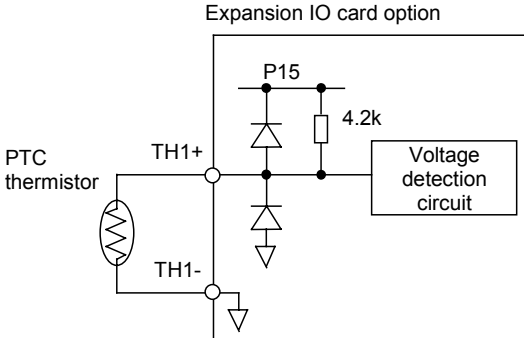 Expansion IO card option
P15
4.2k
PTC
thermistor
TH1+
Voltage
detection
circuit
TH1-